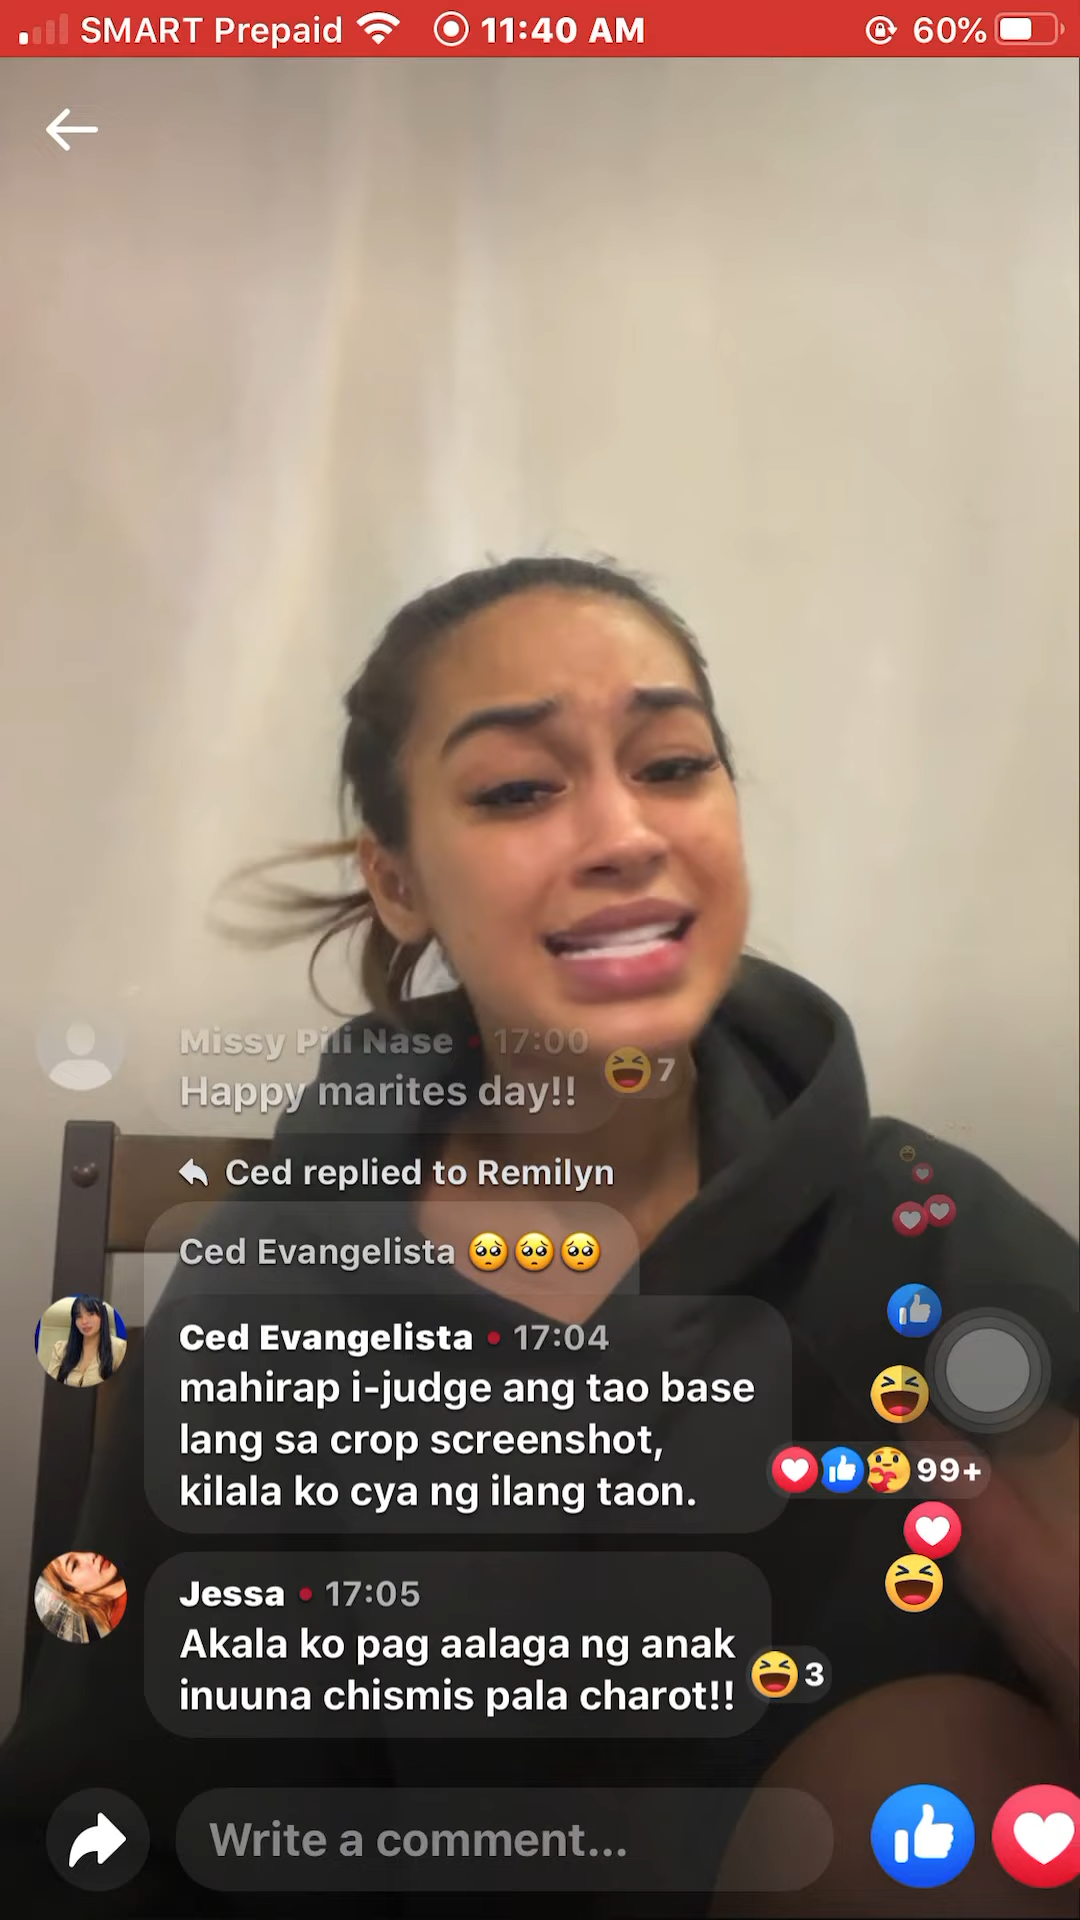 SMART Prepaid 11:40 AM 60%
Missy Pili Nase • 17:00
Happy marites day!!
7
Ced replied to Remilyn
Ced Evangelista 🥺🥺🥺
Ced Evangelista • 17:04
mahirap i-judge ang tao base
lang sa crop screenshot,
kilala ko cya ng ilang taon.
99+
Jessa • 17:05
Akala ko pag aalaga ng anak
inuuna chismis pala charot!!
3
Write a comment...